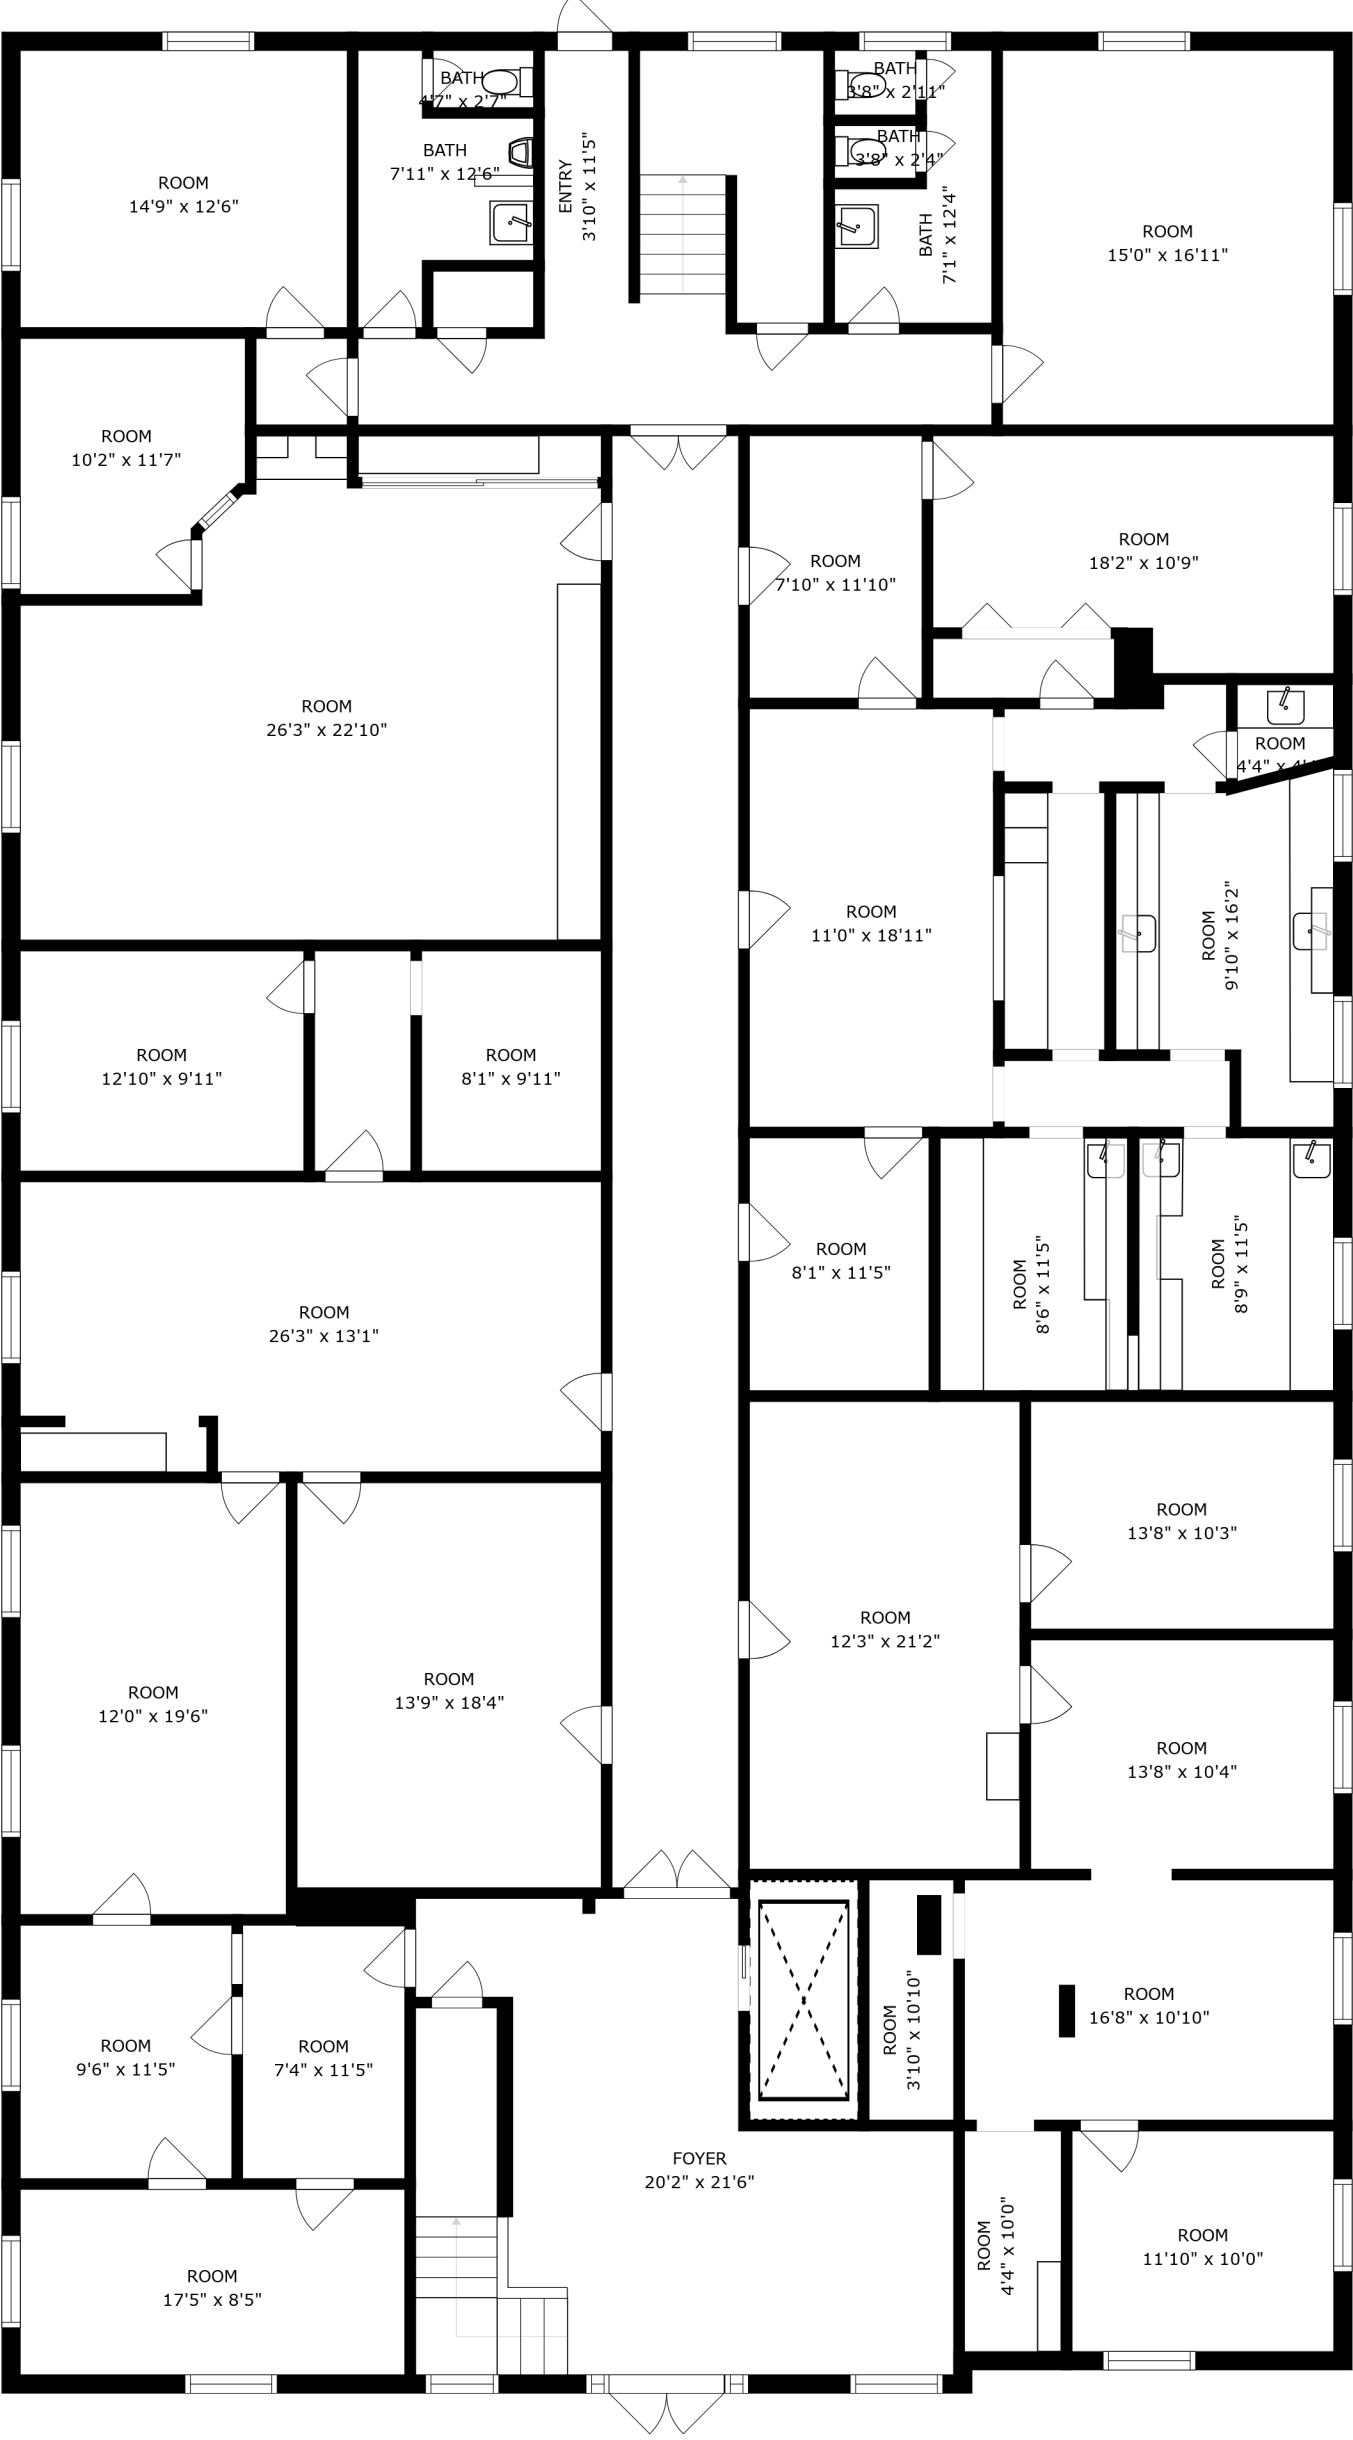 BATH
4'7" x 2'7"
BATH
3'8" x 2'11"
BATH
3'8" x 2'4"
BATH
7'11" x 12'6"
ENTRY
3'10" x 11'5"
ROOM
14'9" x 12'6"
BATH
7'1" x 12'4"
ROOM
15'0" x 16'11"
ROOM
10'2" x 11'7"
ROOM
7'10" x 11'10"
ROOM
18'2" x 10'9"
ROOM
26'3" x 22'10"
ROOM
4'4" x
ROOM
11'0" x 18'11"
ROOM
9'10" x 16'2"
ROOM
12'10" x 9'11"
ROOM
8'1" x 9'11"
ROOM
8'1" x 11'5"
ROOM
8'6" x 11'5"
ROOM
8'9" x 11'5"
ROOM
26'3" x 13'1"
ROOM
13'8" x 10'3"
ROOM
12'3" x 21'2"
ROOM
12'0" x 19'6"
ROOM
13'9" x 18'4"
ROOM
13'8" x 10'4"
ROOM
3'10" x 10'10"
ROOM
16'8" x 10'10"
ROOM
9'6" x 11'5"
ROOM
7'4" x 11'5"
FOYER
20'2" x 21'6"
ROOM
4'4" x 10'0"
ROOM
11'10" x 10'0"
ROOM
17'5" x 8'5"